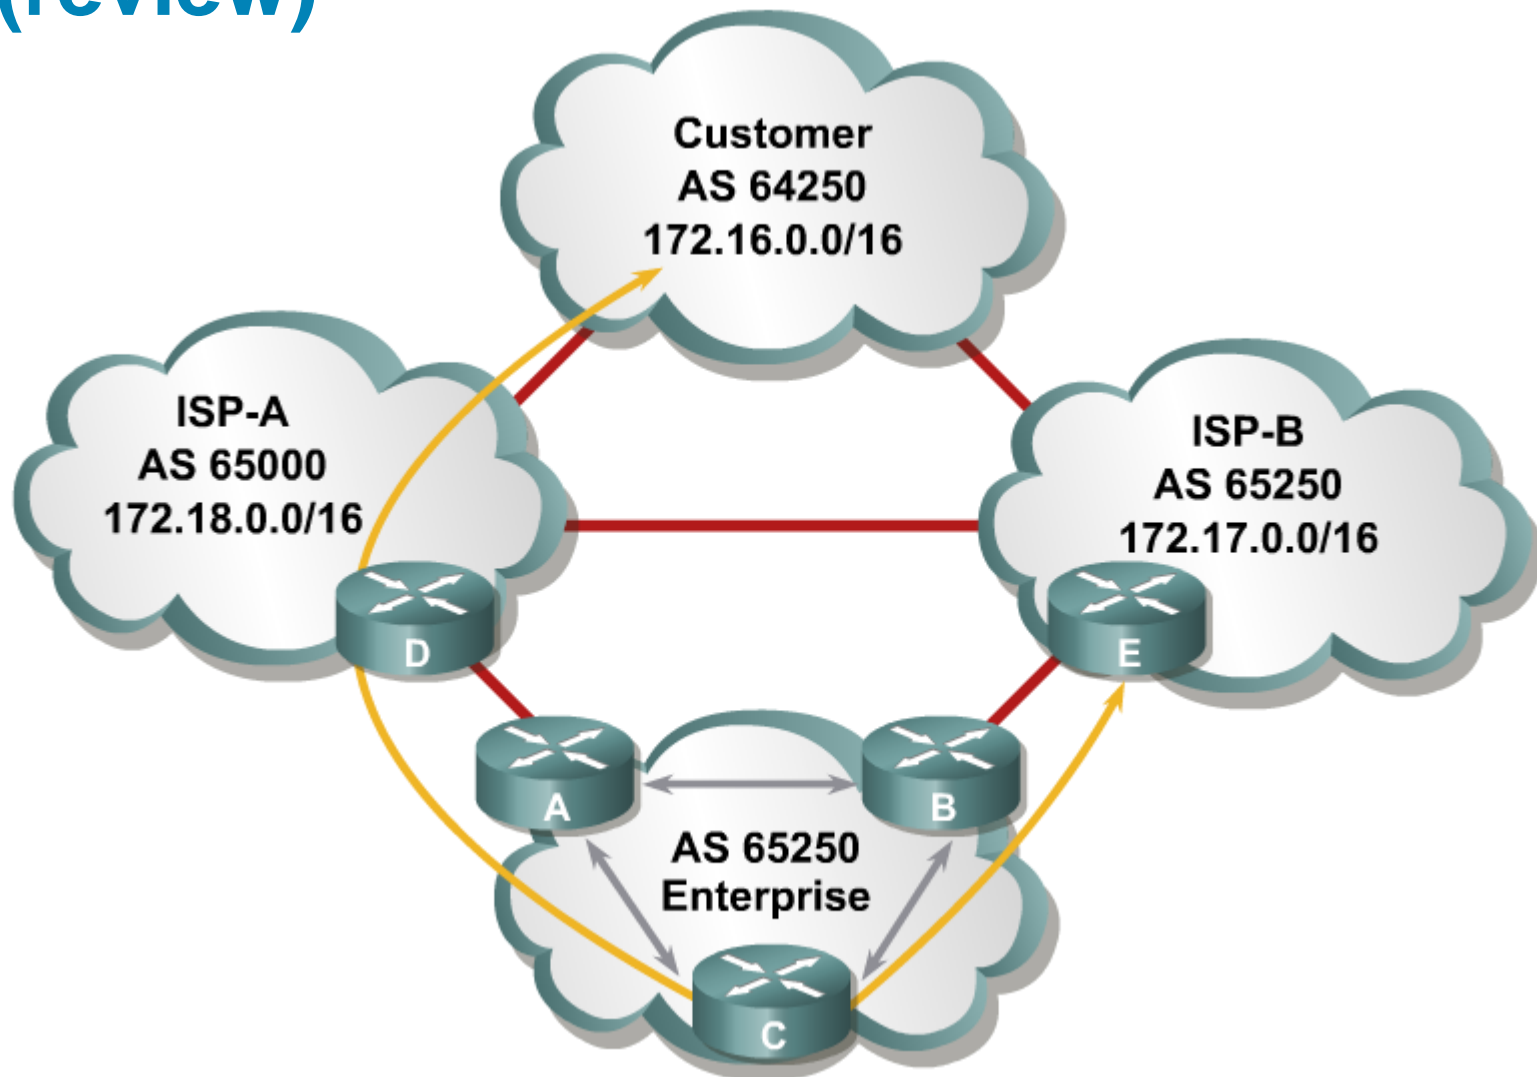 (review)
Customer
AS 64250
172.16.0.0/16
ISP-A
AS 65000
172.18.0.0/16
ISP-B
AS 65250
172.17.0.0/16
D
E
A
B
AS 65250
Enterprise
C